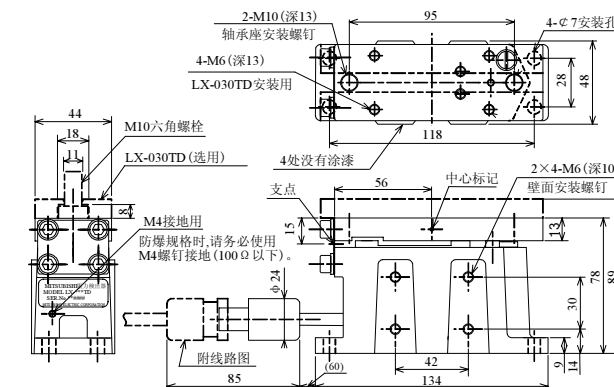 2-M10(深13)
轴承座安装螺钉
95
4-¢7安装孔
4-M6(深13)
LX-030TD安装用
28
48
118
4处没有涂漆
44
18
11
M10六角螺栓
LX-030TD(选用)
8
M4接地用
防爆规格时,请务必使用
M4螺钉接地(100Ω以下)。
支点
56
中心标记
2×4-M6(深10
壁面安装螺钉
15
13
78
89
30
9
14
42
134
(60)
φ24
附线路图
85
MITSUBISHI
MODEL LX-**TD
SER.No.